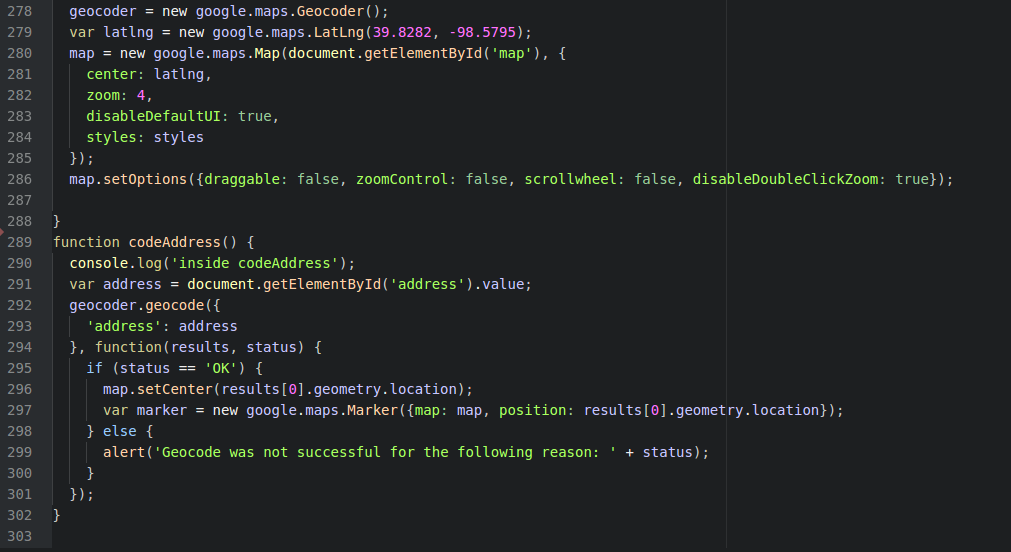 278 geocoder = new google.maps.Geocoder();
279 var latlng = new google.maps.LatLng(39.8282, -98.5795);
280 map = new google.maps.Map(document.getElementById('map'), {
281 center: latlng,
282 zoom: 4,
283 disableDefaultUI: true,
284 styles: styles
285 });
286 map.setOptions({draggable: false, zoomControl: false, scrollwheel: false, disableDoubleClickZoom: true});
287
288 }
289 function codeAddress() {
290 console.log('inside codeAddress');
291 var address = document.getElementById('address').value;
292 geocoder.geocode({
293 'address': address
294 }, function(results, status) {
295 if (status == 'OK') {
296 map.setCenter(results[0].geometry.location);
297 var marker = new google.maps.Marker({map: map, position: results[0].geometry.location});
298 } else {
299 alert('Geocode was not successful for the following reason: ' + status);
300 }
301 });
302 }
303